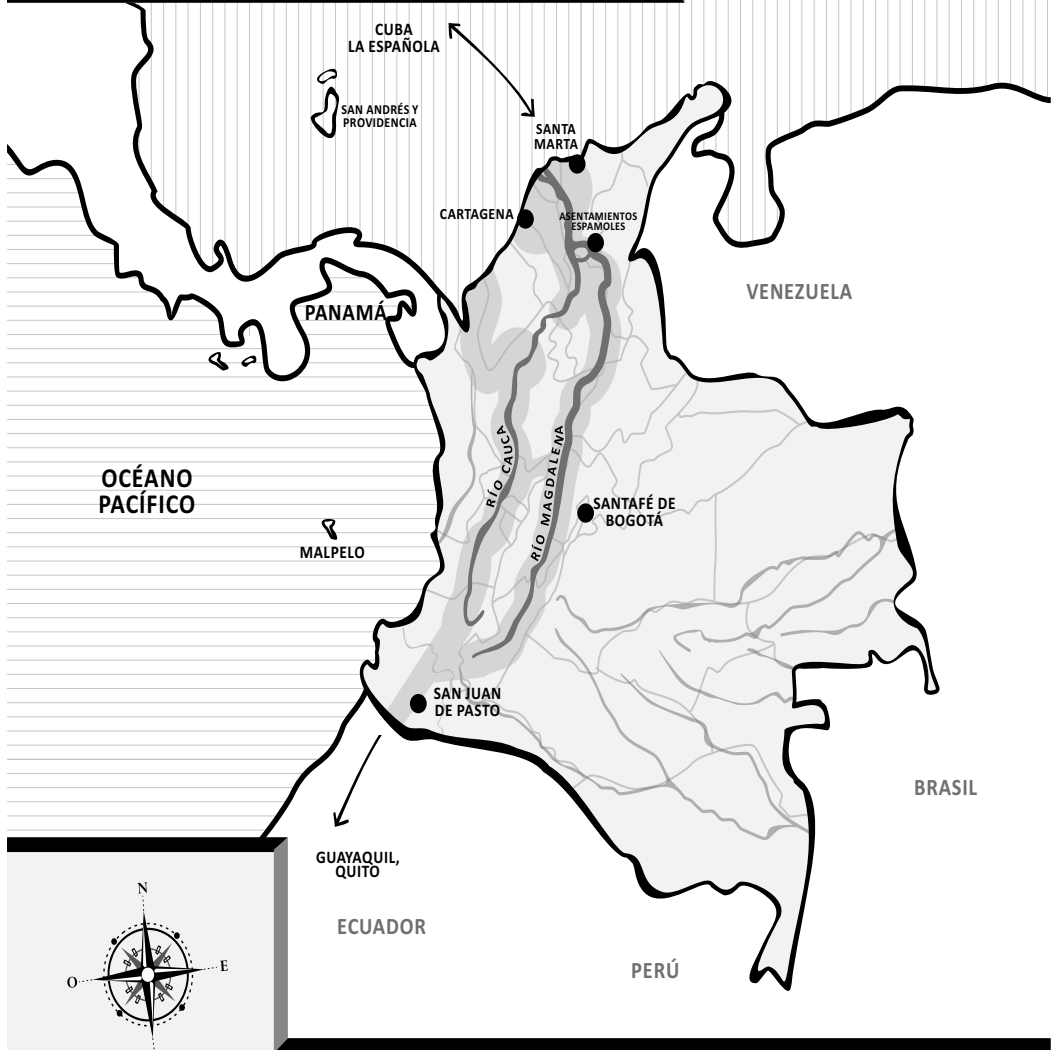 CUBA
LA ESPAÑOLA
SAN ANDRÉS Y
PROVIDENCIA
SANTA
MARTA
CARTAGENA
ASENTAMIENTOS
ESPAMOLES
VENEZUELA
PANAMÁ
RÍO CAUCA
RÍO MAGDALENA
OCÉANO
PACÍFICO
SANTAFÉ DE
BOGOTÁ
MALPELO
SAN JUAN
DE PASTO
BRASIL
GUAYAQUIL,
QUITO
ECUADOR
PERÚ
N
O
E